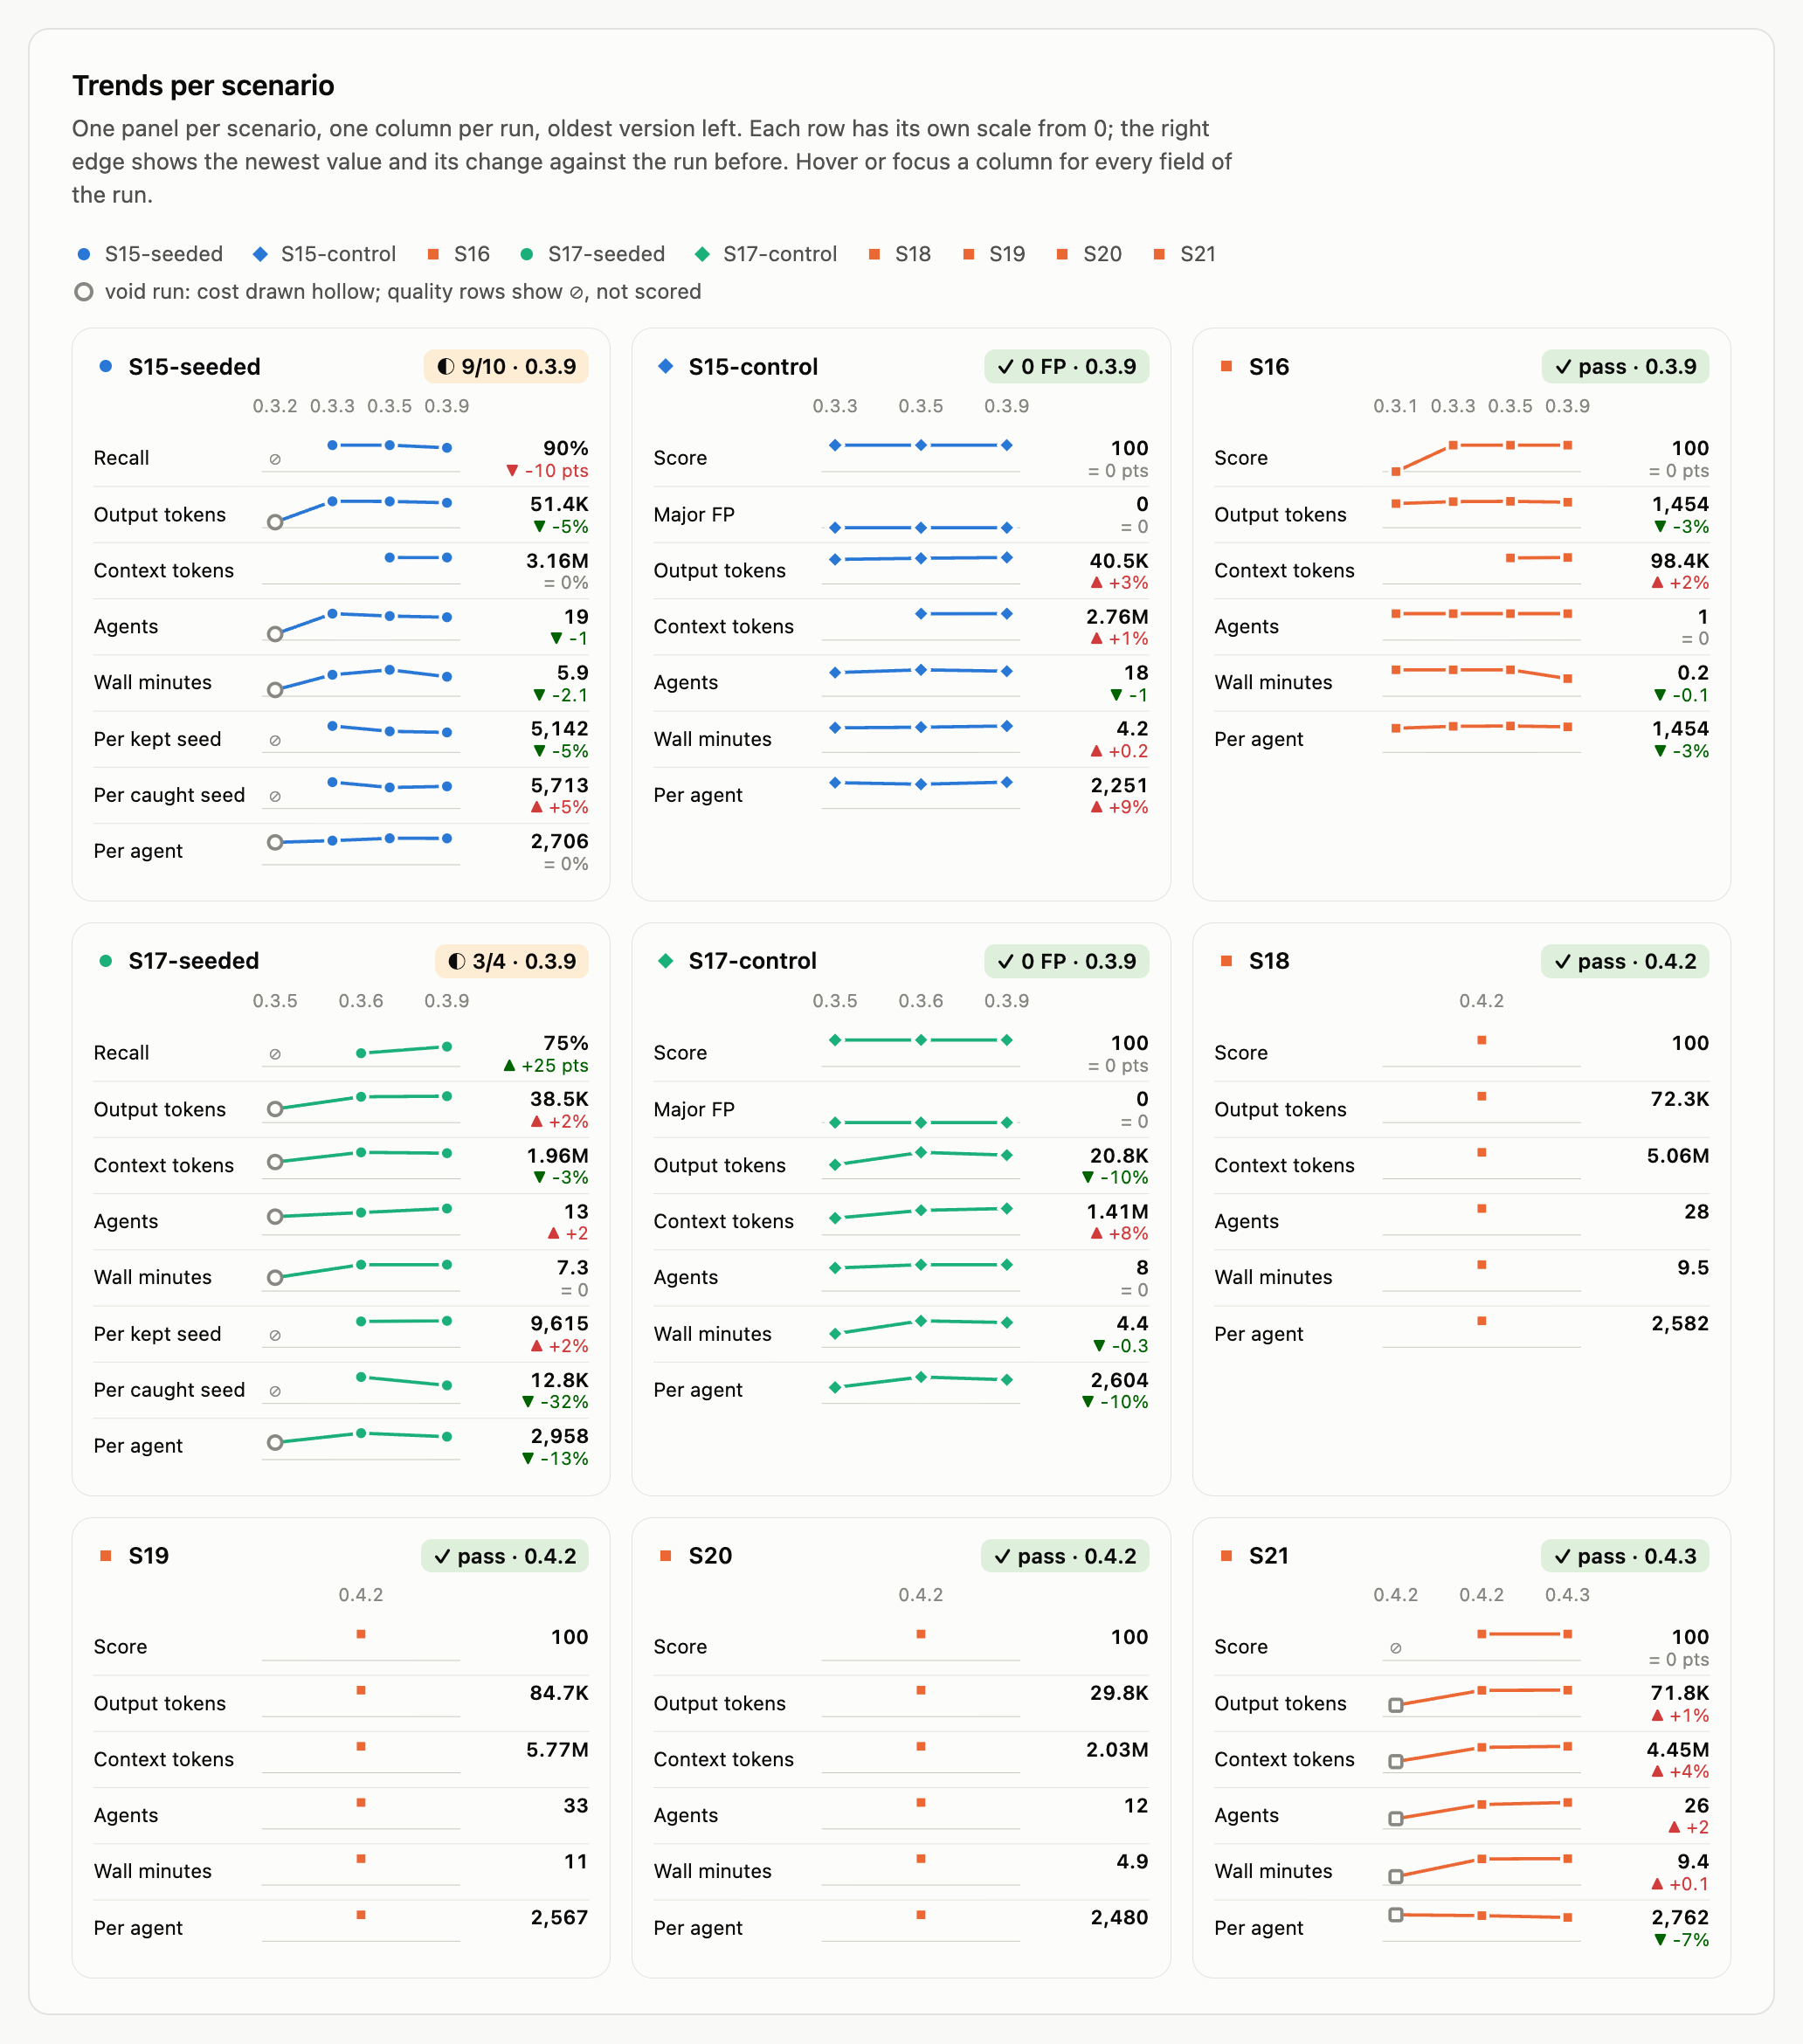 Trends per scenario
One panel per scenario, one column per run, oldest version left. Each row has its own scale from 0; the right
edge shows the newest value and its change against the run before. Hover or focus a column for every field of
the run.
S15-seeded S15-control S16 S17-seeded S17-control S18 S19 S20 S21
void run: cost drawn hollow; quality rows show ⊘, not scored
S15-seeded ◐ 9/10 · 0.3.9
0.3.2 0.3.3 0.3.5 0.3.9
Recall ⊘ 90%
▼ -10 pts
Output tokens 51.4K
▼ -5%
Context tokens 3.16M
= 0%
Agents 19
▼ -1
Wall minutes 5.9
▼ -2.1
Per kept seed ⊘ 5,142
▼ -5%
Per caught seed ⊘ 5,713
▲ +5%
Per agent 2,706
= 0%
S15-control ✓ 0 FP · 0.3.9
0.3.3 0.3.5 0.3.9
Score 100
= 0 pts
Major FP 0
= 0
Output tokens 40.5K
▲ +3%
Context tokens 2.76M
▲ +1%
Agents 18
▼ -1
Wall minutes 4.2
▲ +0.2
Per agent 2,251
▲ +9%
S16 ✓ pass · 0.3.9
0.3.1 0.3.3 0.3.5 0.3.9
Score 100
= 0 pts
Output tokens 1,454
▼ -3%
Context tokens 98.4K
▲ +2%
Agents 1
= 0
Wall minutes 0.2
▼ -0.1
Per agent 1,454
▼ -3%
S17-seeded ◐ 3/4 · 0.3.9
0.3.5 0.3.6 0.3.9
Recall ⊘ 75%
▲ +25 pts
Output tokens 38.5K
▲ +2%
Context tokens 1.96M
▼ -3%
Agents 13
▲ +2
Wall minutes 7.3
= 0
Per kept seed ⊘ 9,615
▲ +2%
Per caught seed ⊘ 12.8K
▼ -32%
Per agent 2,958
▼ -13%
S17-control ✓ 0 FP · 0.3.9
0.3.5 0.3.6 0.3.9
Score 100
= 0 pts
Major FP 0
= 0
Output tokens 20.8K
▼ -10%
Context tokens 1.41M
▲ +8%
Agents 8
= 0
Wall minutes 4.4
▼ -0.3
Per agent 2,604
▼ -10%
S18 ✓ pass · 0.4.2
0.4.2
Score 100
Output tokens 72.3K
Context tokens 5.06M
Agents 28
Wall minutes 9.5
Per agent 2,582
S19 ✓ pass · 0.4.2
0.4.2
Score 100
Output tokens 84.7K
Context tokens 5.77M
Agents 33
Wall minutes 11
Per agent 2,567
S20 ✓ pass · 0.4.2
0.4.2
Score 100
Output tokens 29.8K
Context tokens 2.03M
Agents 12
Wall minutes 4.9
Per agent 2,480
S21 ✓ pass · 0.4.3
0.4.2 0.4.2 0.4.3
Score ⊘ 100
= 0 pts
Output tokens 71.8K
▲ +1%
Context tokens 4.45M
▲ +4%
Agents 26
▲ +2
Wall minutes 9.4
▲ +0.1
Per agent 2,762
▼ -7%